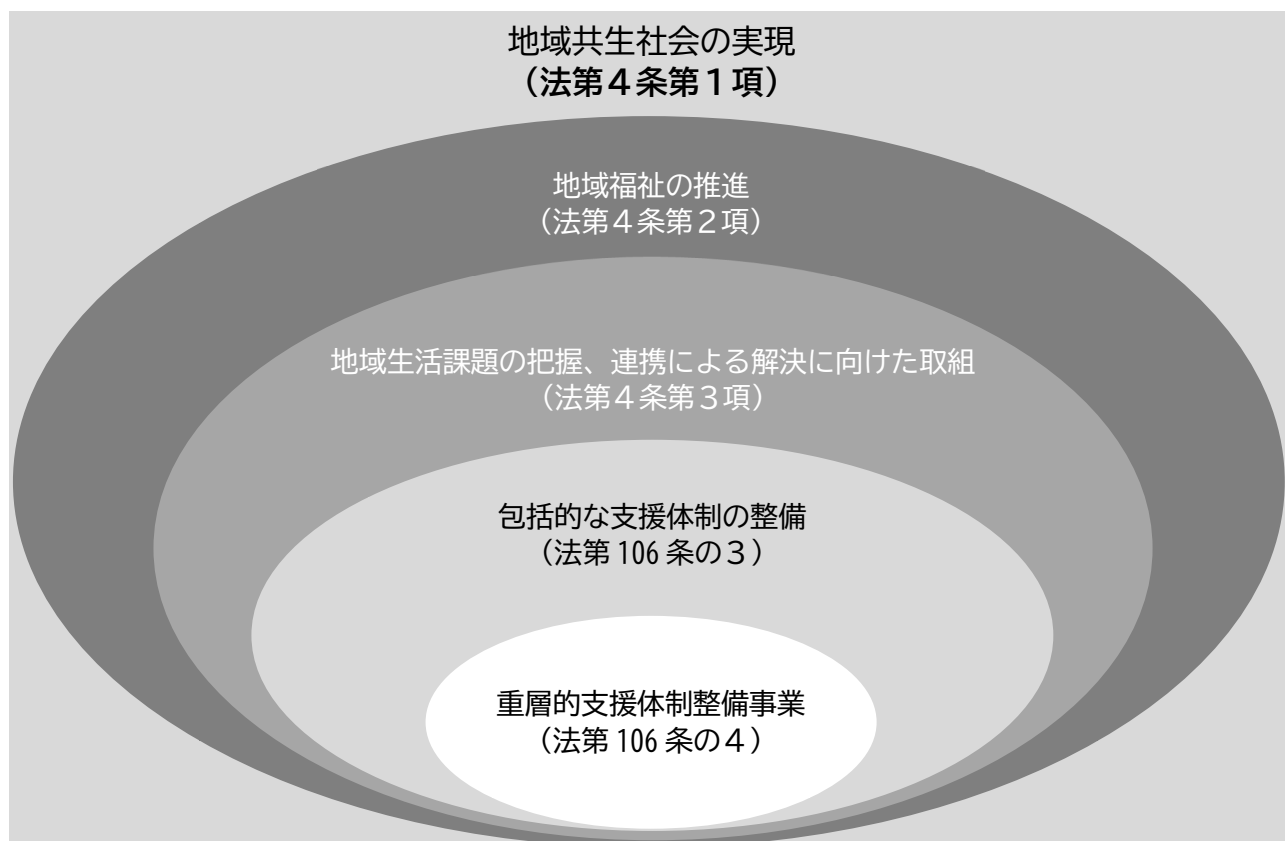 地域共生社会の実現
（法第４条第１項）
地域福祉の推進
（法第４条第２項）
地域生活課題の把握、連携による解決に向けた取組
（法第４条第３項）
包括的な支援体制の整備
（法第 106 条の３）
重層的支援体制整備事業
（法第 106 条の４）